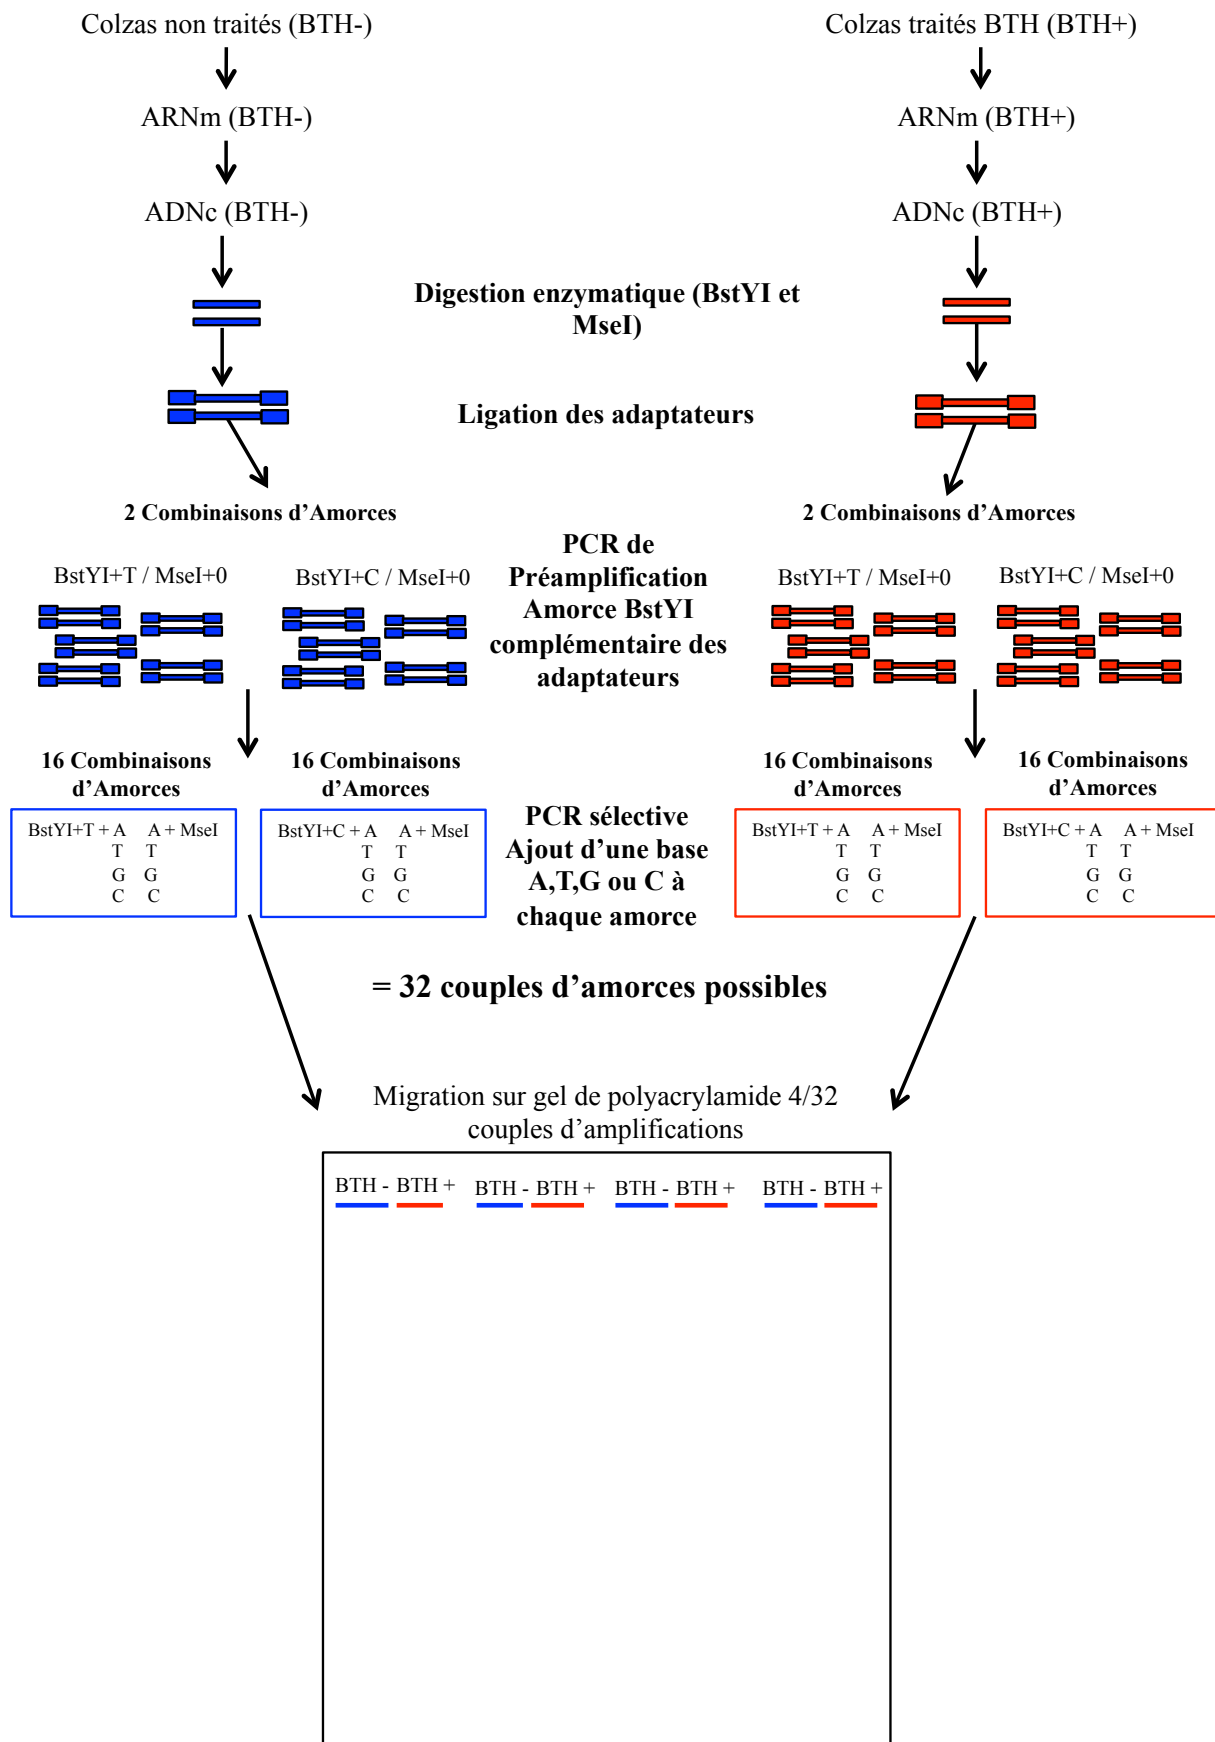 Colzas non traités (BTH-)
Colzas traités BTH (BTH+)
ARNm (BTH-)
ARNm (BTH+)
ADNc (BTH-)
ADNc (BTH+)
Digestion enzymatique (BstYI et
MseI)
Ligation des adaptateurs
2 Combinaisons d’Amorces
2 Combinaisons d’Amorces
PCR de
Préamplification
Amorce BstYI
complémentaire des
adaptateurs
BstYI+T / MseI+0
BstYI+C / MseI+0
BstYI+T / MseI+0
BstYI+C / MseI+0
16 Combinaisons
d’Amorces
16 Combinaisons
d’Amorces
16 Combinaisons
d’Amorces
16 Combinaisons
d’Amorces
BstYI+T + A A + MseI
T T
G G
C C
BstYI+C + A A + MseI
T T
G G
C C
PCR sélective
Ajout d’une base
A,T,G ou C à
chaque amorce
BstYI+T + A A + MseI
T T
G G
C C
BstYI+C + A A + MseI
T T
G G
C C
= 32 couples d’amorces possibles
Migration sur gel de polyacrylamide 4/32
couples d’amplifications
BTH - BTH + BTH - BTH + BTH - BTH + BTH - BTH +